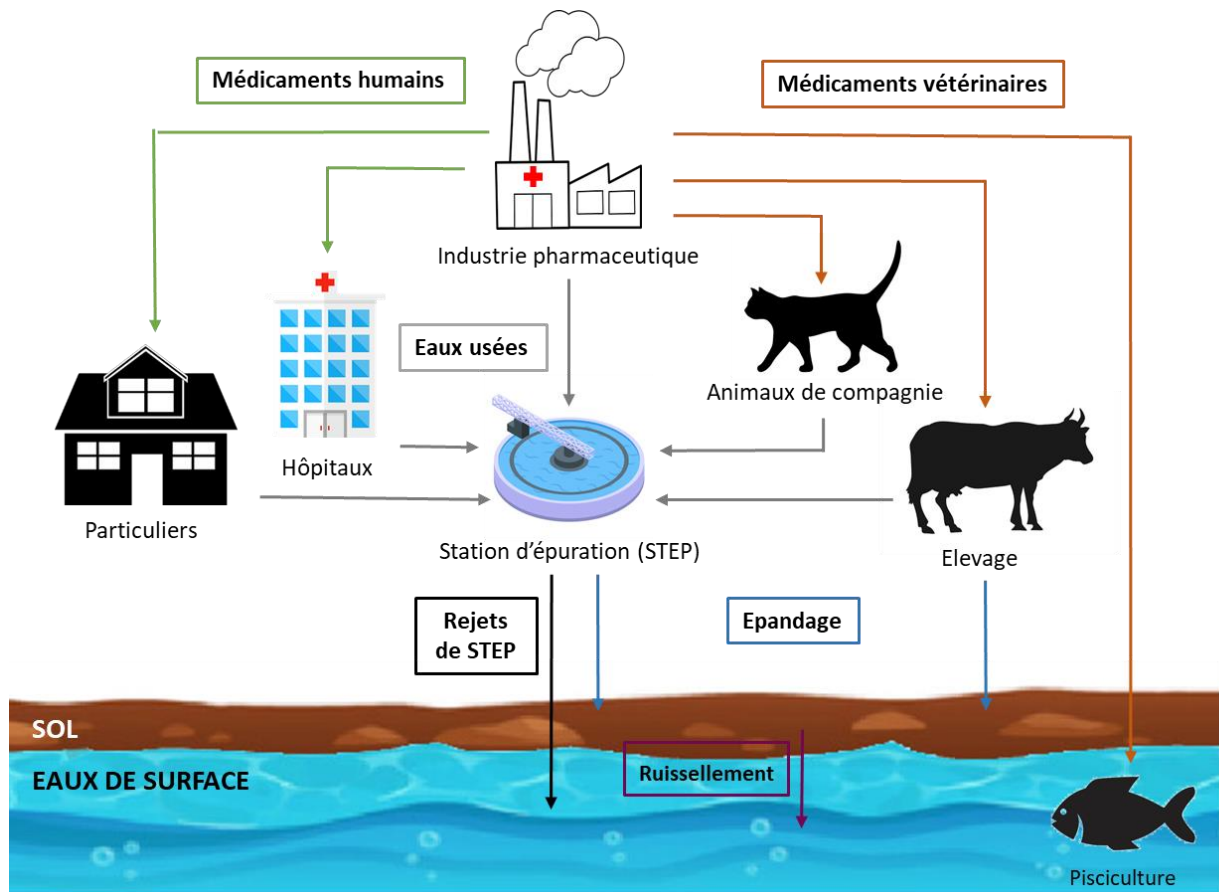 Médicaments humains
Médicaments vétérinaires
Industrie pharmaceutique
Eaux usées
Animaux de compagnie
Hôpitaux
Particuliers
Station d'épuration (STEP)
Elevage
Rejets
de STEP
Epandage
SOL
EAUX DE SURFACE
Ruissellement
Pisciculture